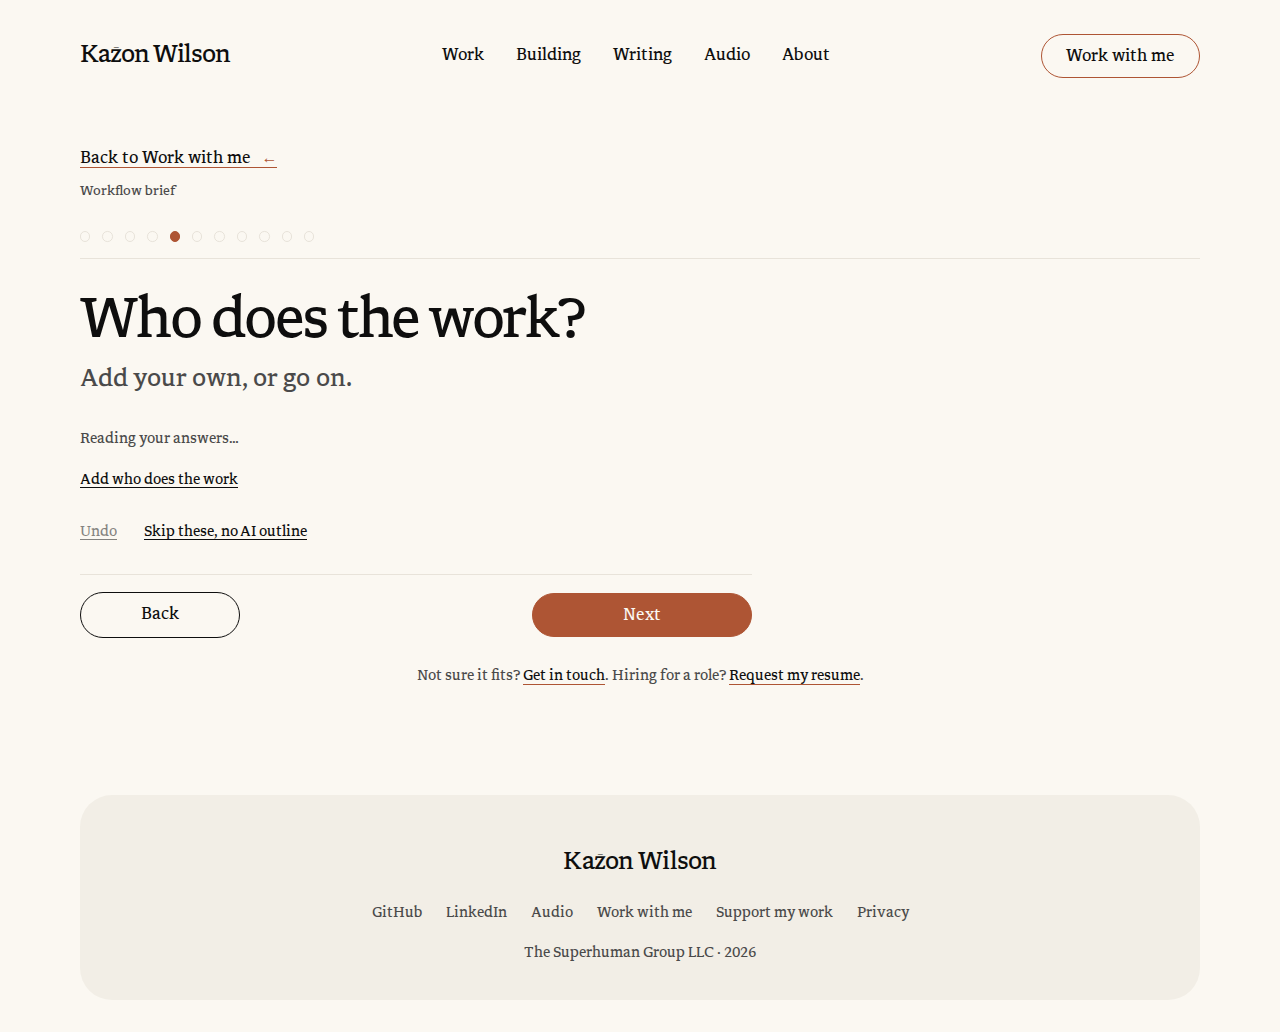 Każon Wilson
Work Building Writing Audio About
Work with me
Back to Work with me ←
Workflow brief
Who does the work?
Add your own, or go on.
Reading your answers...
Add who does the work
Undo Skip these, no AI outline
Back Next
Not sure it fits? Get in touch. Hiring for a role? Request my resume.
Każon Wilson
GitHub LinkedIn Audio Work with me Support my work Privacy
The Superhuman Group LLC · 2026